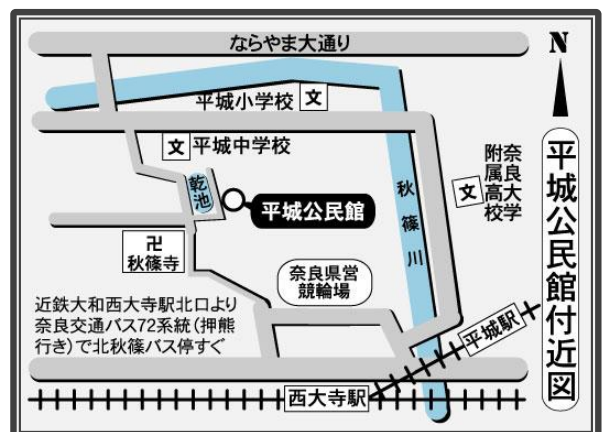 ならやま大通り
N
平城小学校 文
文 平城中学校
奈良大学
附属高校
文
乾池
平城公民館
秋篠川
卍
秋篠寺
奈良県営
競輪場
近鉄大和西大寺駅北口より
奈良交通バス72系統(押熊
行き)で北秋篠バス停すぐ
平城駅
西大寺駅
平城公民館付近図